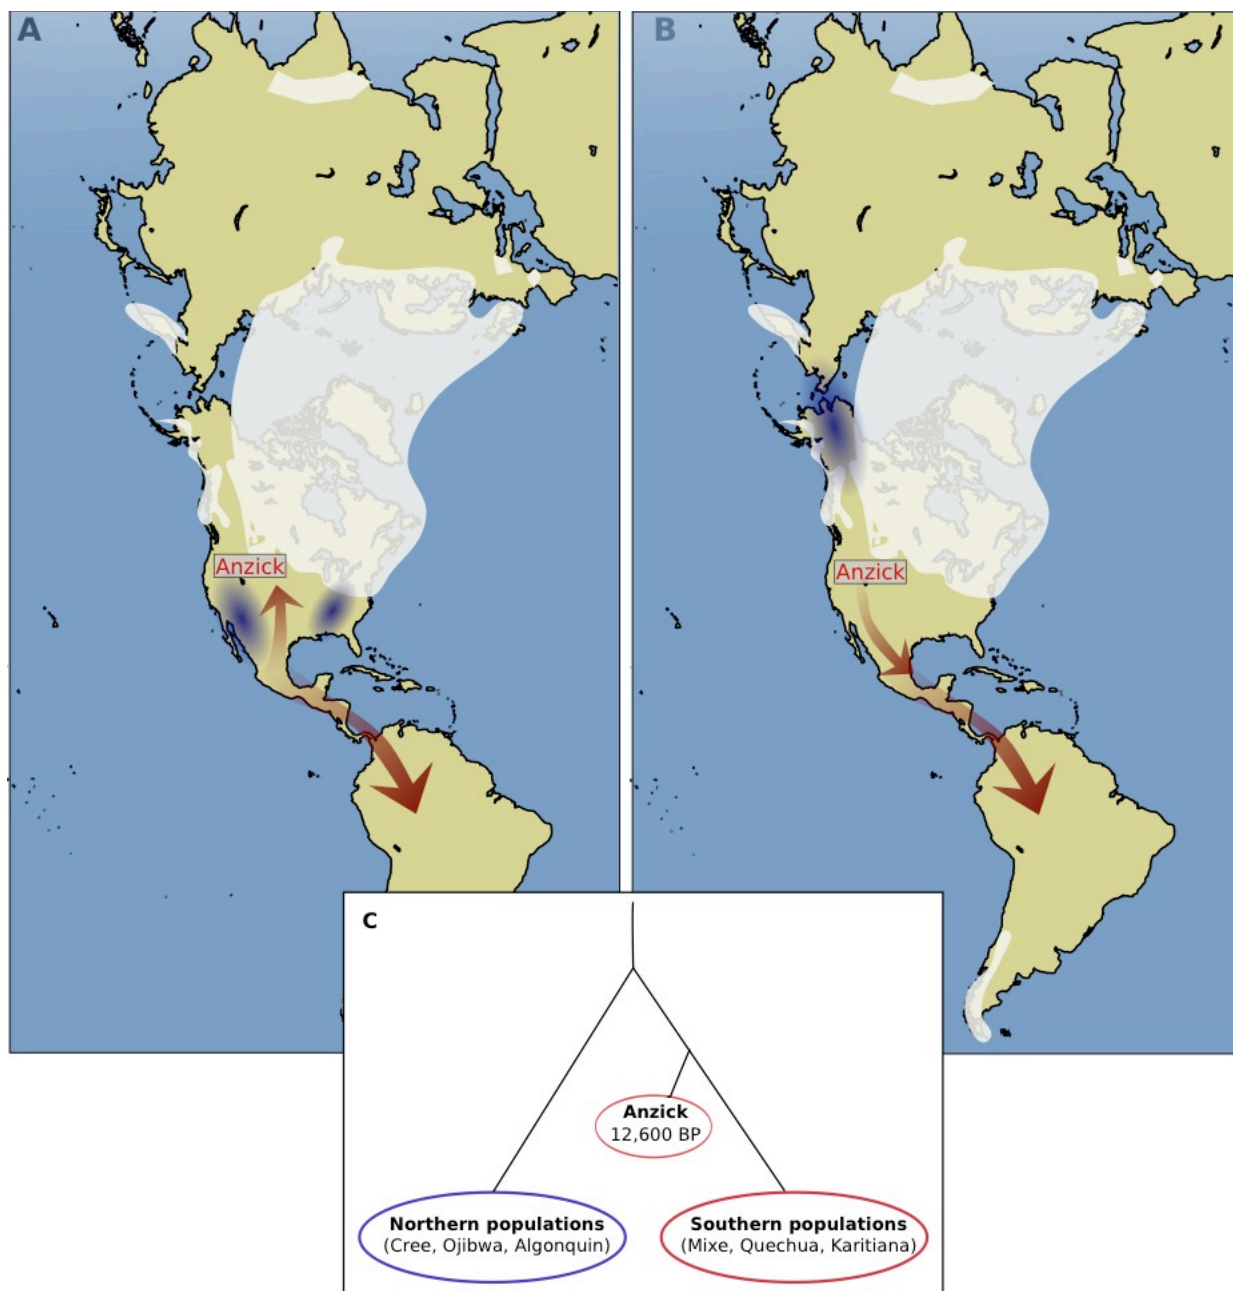 A
B
Anzick
Anzick
C
Anzick
12,600 BP
Northern populations
(Cree, Ojibwa, Algonquin)
Southern populations
(Mixe, Quechua, Karitiana)